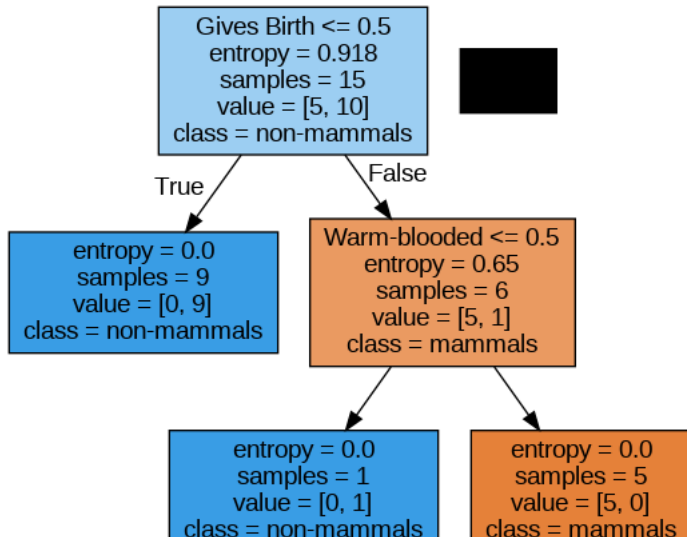 Gives Birth <= 0.5
entropy = 0.918
samples = 15
value = [5, 10]
class = non-mammals
True
False
entropy = 0.0
samples = 9
value = [0, 9]
class = non-mammals
Warm-blooded <= 0.5
entropy = 0.65
samples = 6
value = [5, 1]
class = mammals
entropy = 0.0
samples = 1
value = [0, 1]
class = non-mammals
entropy = 0.0
samples = 5
value = [5, 0]
class = mammals